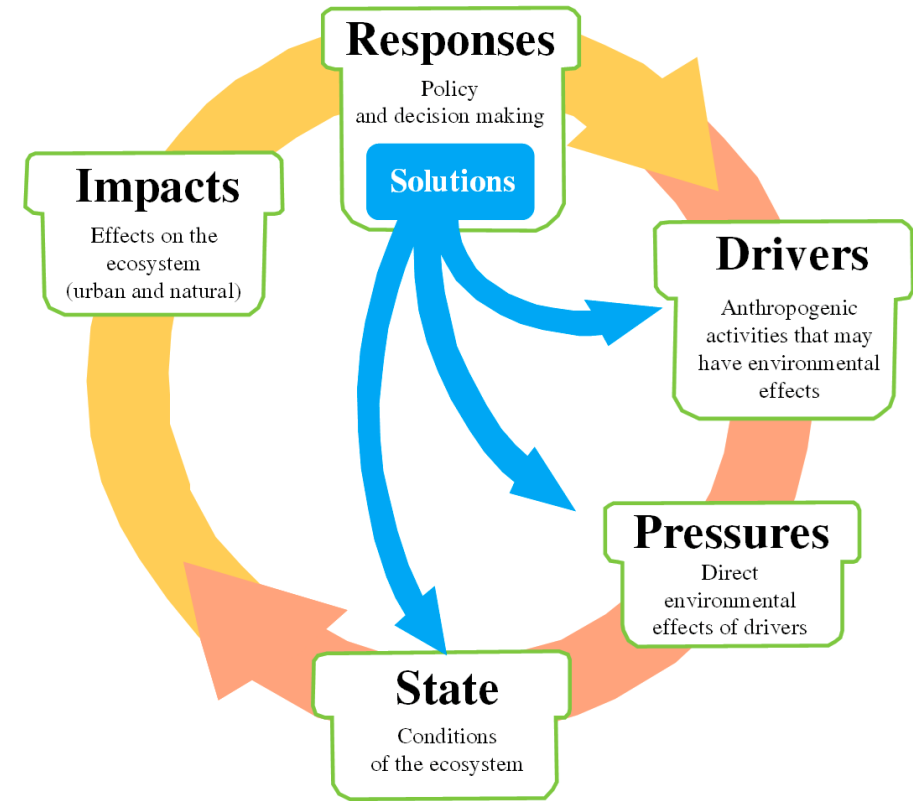 Responses
Policy
and decision making
Solutions
Impacts
Effects on the
ecosystem
(urban and natural)
Drivers
Anthropogenic
activities that may
have environmental
effects
Pressures
Direct
environmental
effects of drivers
State
Conditions
of the ecosystem